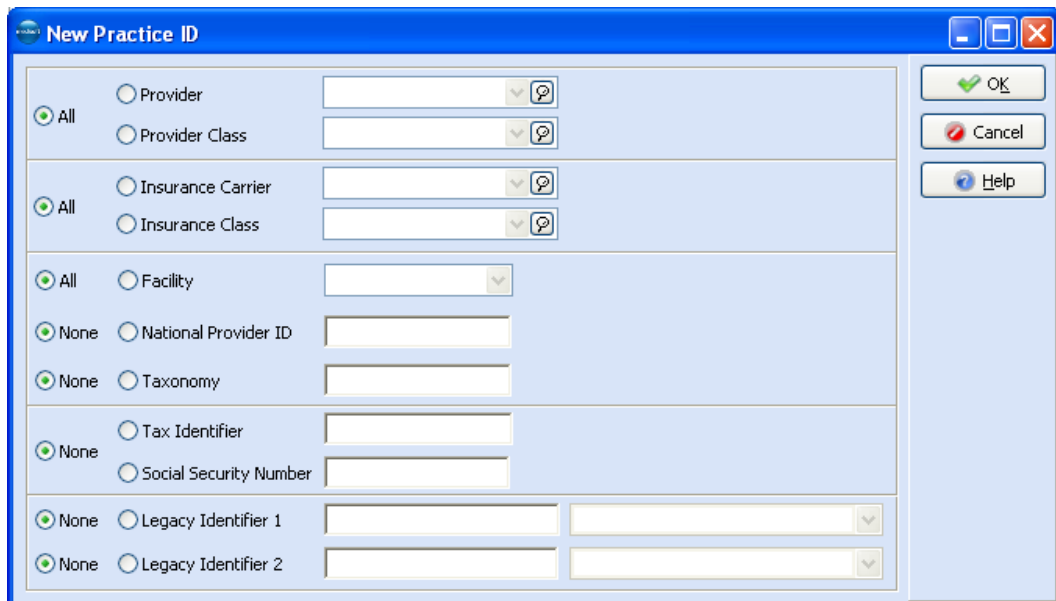 New Practice ID
All
Provider
Provider Class
All
Insurance Carrier
Insurance Class
All Facility
None National Provider ID
None Taxonomy
None
Tax Identifier
Social Security Number
None Legacy Identifier 1
None Legacy Identifier 2
OK
Cancel
Help